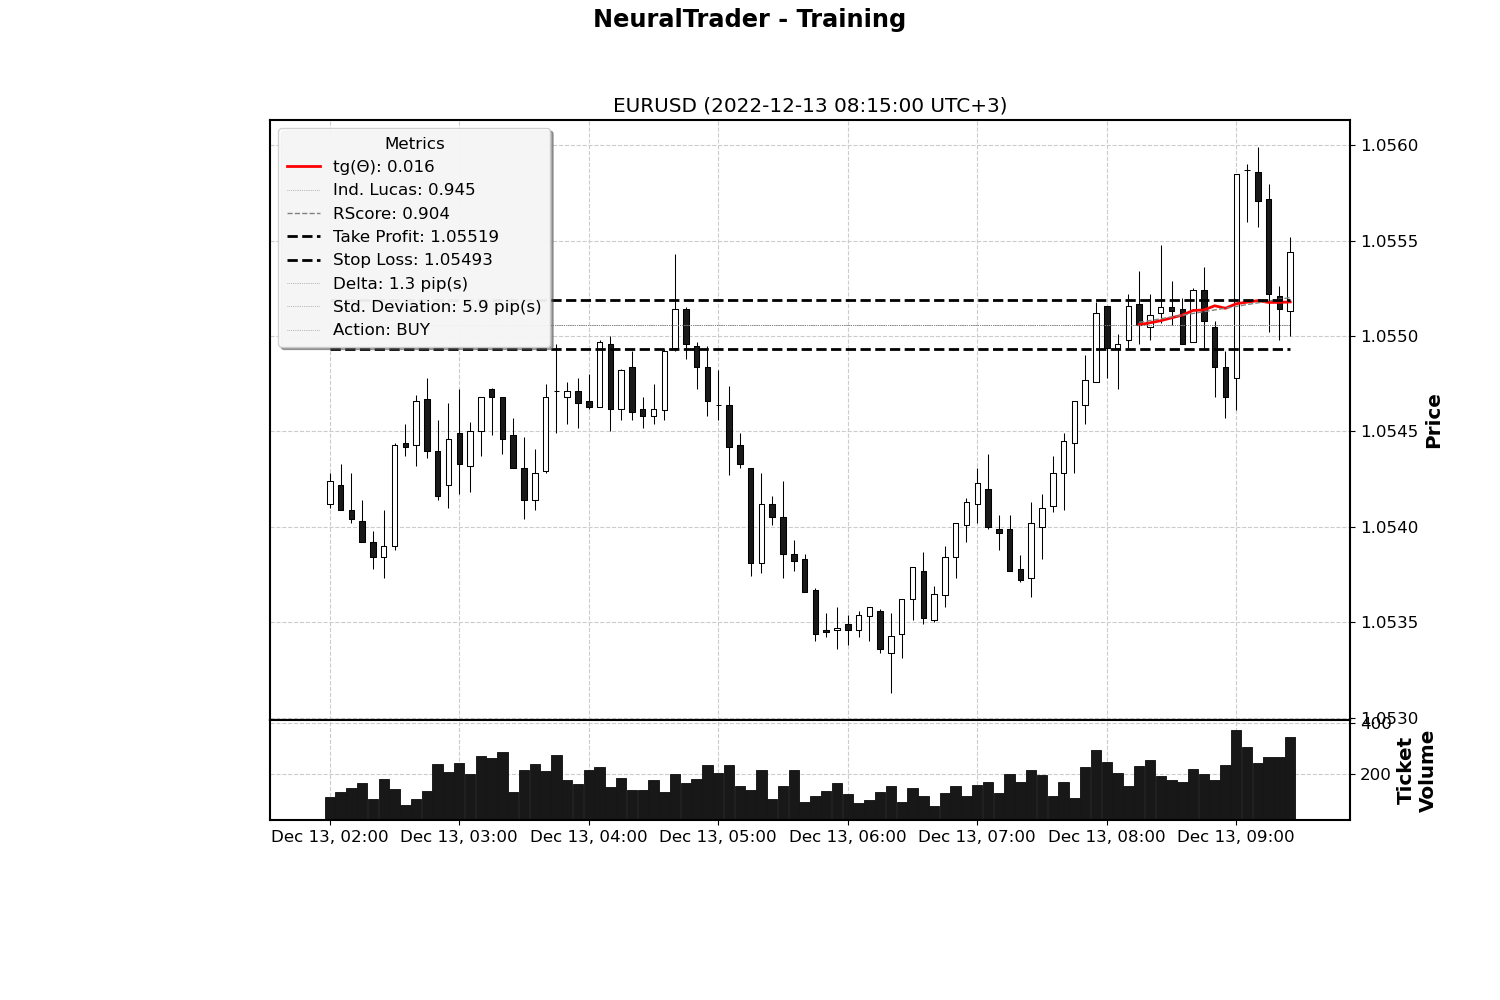 NeuralTrader - Training
EURUSD (2022-12-13 08:15:00 UTC+3)
Metrics
tg(Θ): 0.016
Ind. Lucas: 0.945
RScore: 0.904
Take Profit: 1.05519
Stop Loss: 1.05493
Delta: 1.3 pip(s)
Std. Deviation: 5.9 pip(s)
Action: BUY
1.0560
1.0555
1.0550
1.0545
1.0540
1.0535
1.0530
Price
400
200
Ticket
Volume
Dec 13, 02:00 Dec 13, 03:00 Dec 13, 04:00 Dec 13, 05:00 Dec 13, 06:00 Dec 13, 07:00 Dec 13, 08:00 Dec 13, 09:00